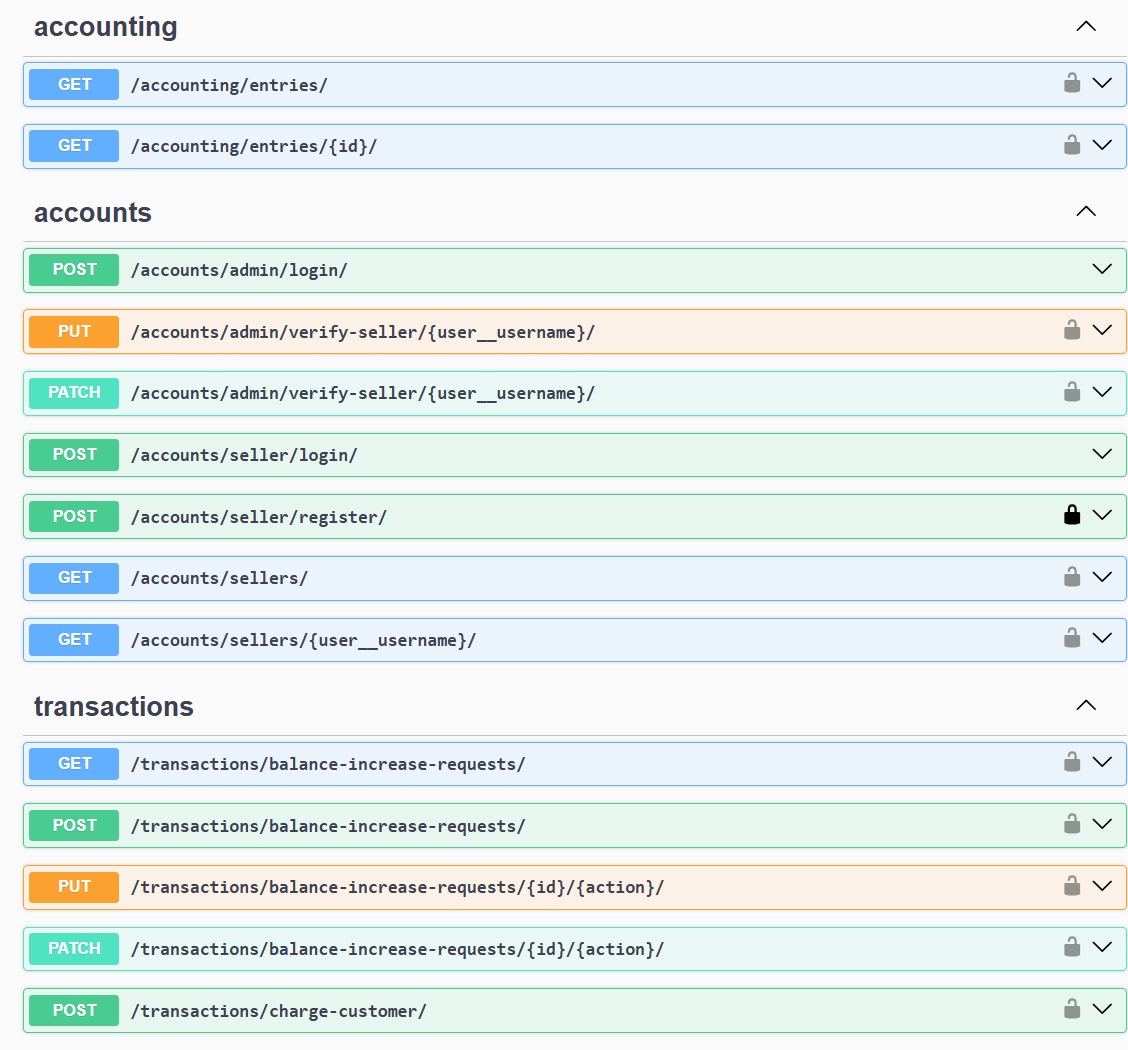 accounting
GET /accounting/entries/
GET /accounting/entries/{id}/
accounts
POST /accounts/admin/login/
PUT /accounts/admin/verify-seller/{user__username}/
PATCH /accounts/admin/verify-seller/{user__username}/
POST /accounts/seller/login/
POST /accounts/seller/register/
GET /accounts/sellers/
GET /accounts/sellers/{user__username}/
transactions
GET /transactions/balance-increase-requests/
POST /transactions/balance-increase-requests/
PUT /transactions/balance-increase-requests/{id}/{action}/
PATCH /transactions/balance-increase-requests/{id}/{action}/
POST /transactions/charge-customer/